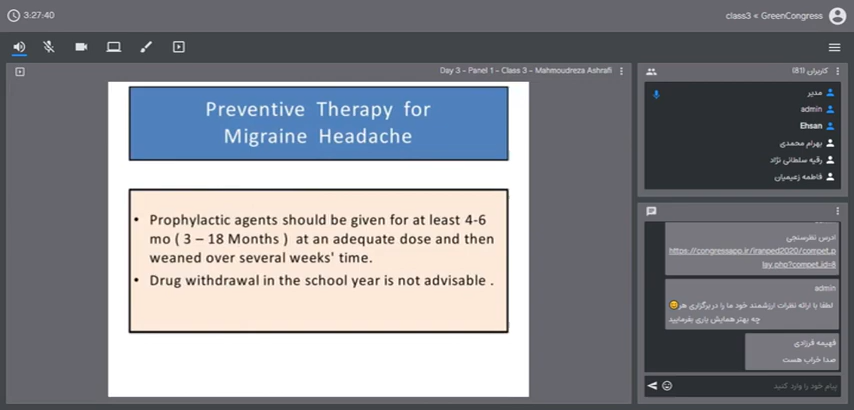 3:27:40
class3 < GreenCongress
Day 3 – Panel 1 – Class 3 – Mahmoudreza Ashrafi
Preventive Therapy for
Migraine Headache
• Prophylactic agents should be given for at least 4-6
mo ( 3 – 18 Months ) at an adequate dose and then
weaned over several weeks' time.
• Drug withdrawal in the school year is not advisable .
کاربران (81)
مدیر
admin
Ehsan
بهرام محمدی
رقیه سلطانی نژاد
فاطمه زعیمیان
ادرس نظرسنجی
https://congressapp.ir/iranped2020/compet.p
lay.php?compet.id=8
admin
لطفا با ارائه نظرات ارزشمند خود ما را در برگزاری هر
چه بهتر همایش یاری بفرمایید
فهیمه فرزادی
صدا خراب هست
پیام خود را وارد کنید